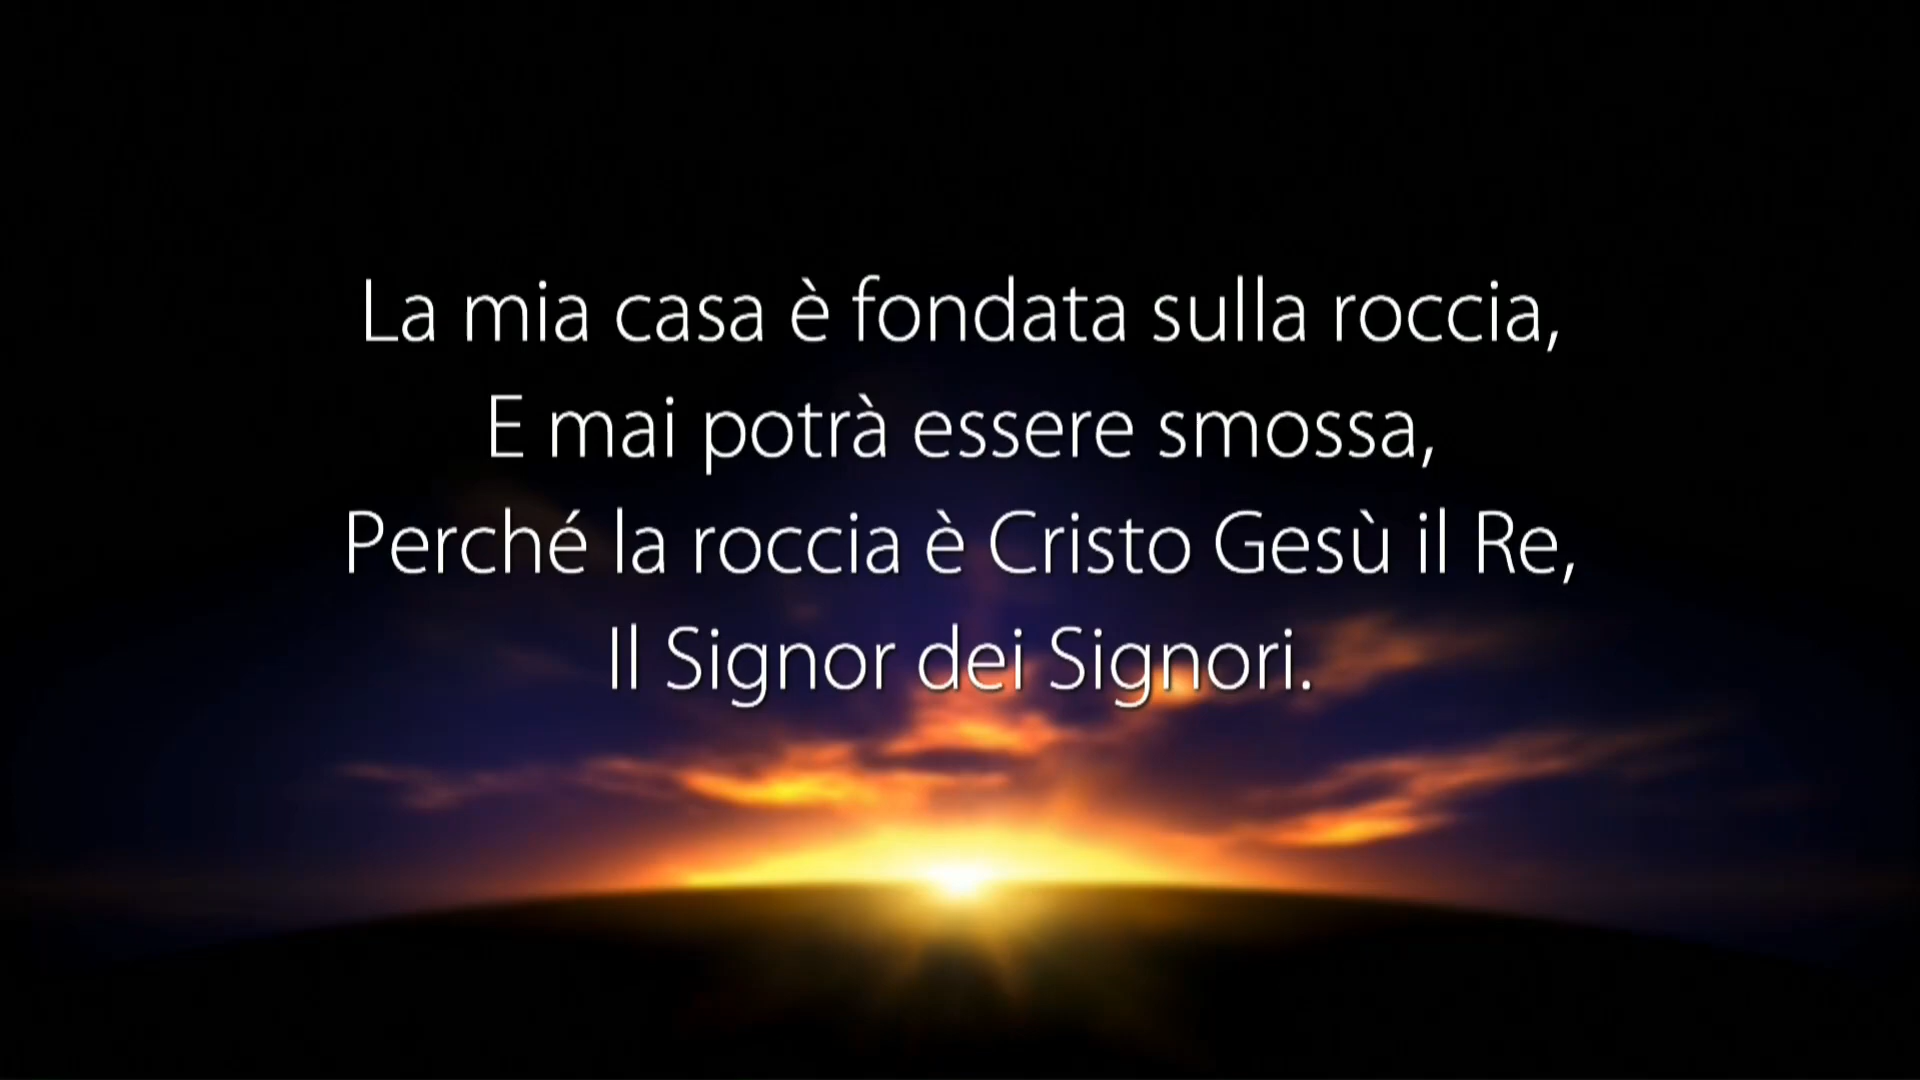 La mia casa è fondata sulla roccia,
E mai potrà essere smossa,
Perché la roccia è Cristo Gesù il Re,
Il Signor dei Signori.